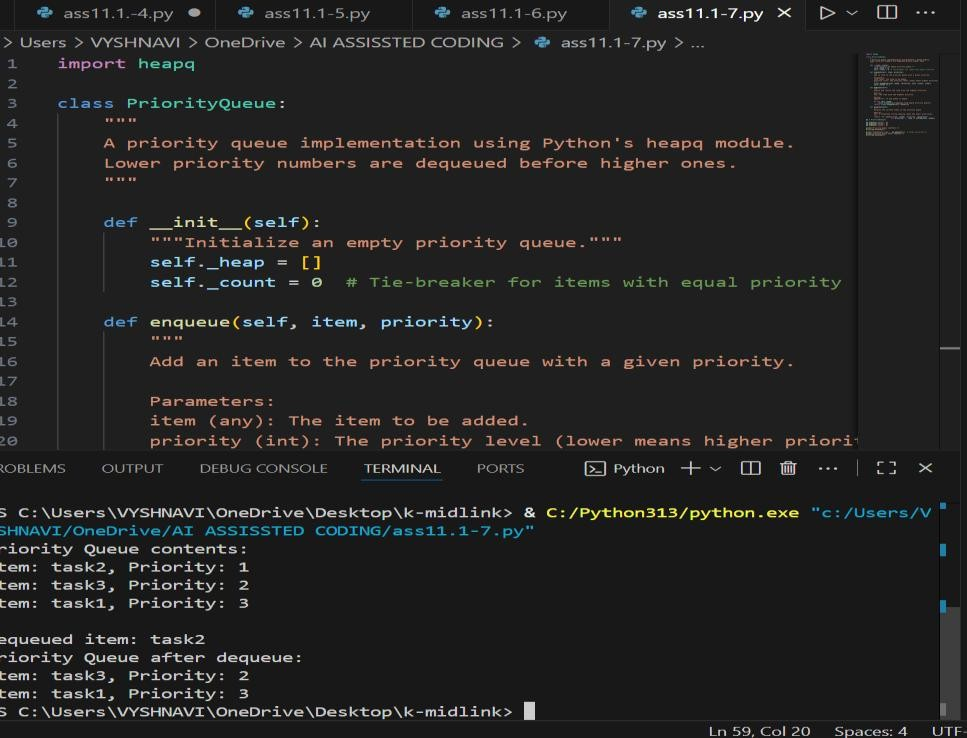 ass11.1.-4.py ass11.1-5.py ass11.1-6.py ass11.1-7.py
> Users > VYSHNAVI > OneDrive > AI ASSISSTED CODING > ass11.1-7.py > ...
1 import heapq
2
3 class PriorityQueue:
4 """
5 A priority queue implementation using Python's heapq module.
6 Lower priority numbers are dequeued before higher ones.
7 """
8
9 def __init__(self):
10 """Initialize an empty priority queue."""
11 self._heap = []
12 self._count = 0 # Tie-breaker for items with equal priority
13
14 def enqueue(self, item, priority):
15 """
16 Add an item to the priority queue with a given priority.
17
18 Parameters:
19 item (any): The item to be added.
20 priority (int): The priority level (lower means higher priorit
ROBLEMS OUTPUT DEBUG CONSOLE TERMINAL PORTS Python
S C:\Users\VYSHNAVI\OneDrive\Desktop\k-midlink> & C:/Python313/python.exe "c:/Users/V
SHNAVI/OneDrive/AI ASSISSTED CODING/ass11.1-7.py"
riority Queue contents:
tem: task2, Priority: 1
tem: task3, Priority: 2
tem: task1, Priority: 3
equeued item: task2
riority Queue after dequeue:
tem: task3, Priority: 2
tem: task1, Priority: 3
S C:\Users\VYSHNAVI\OneDrive\Desktop\k-midlink>
Ln 59, Col 20 Spaces: 4 UTF-